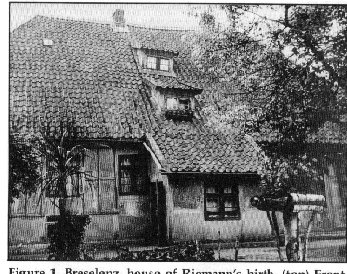 Figure 1. Breselenz, house of Riemann's birth. (top) Front